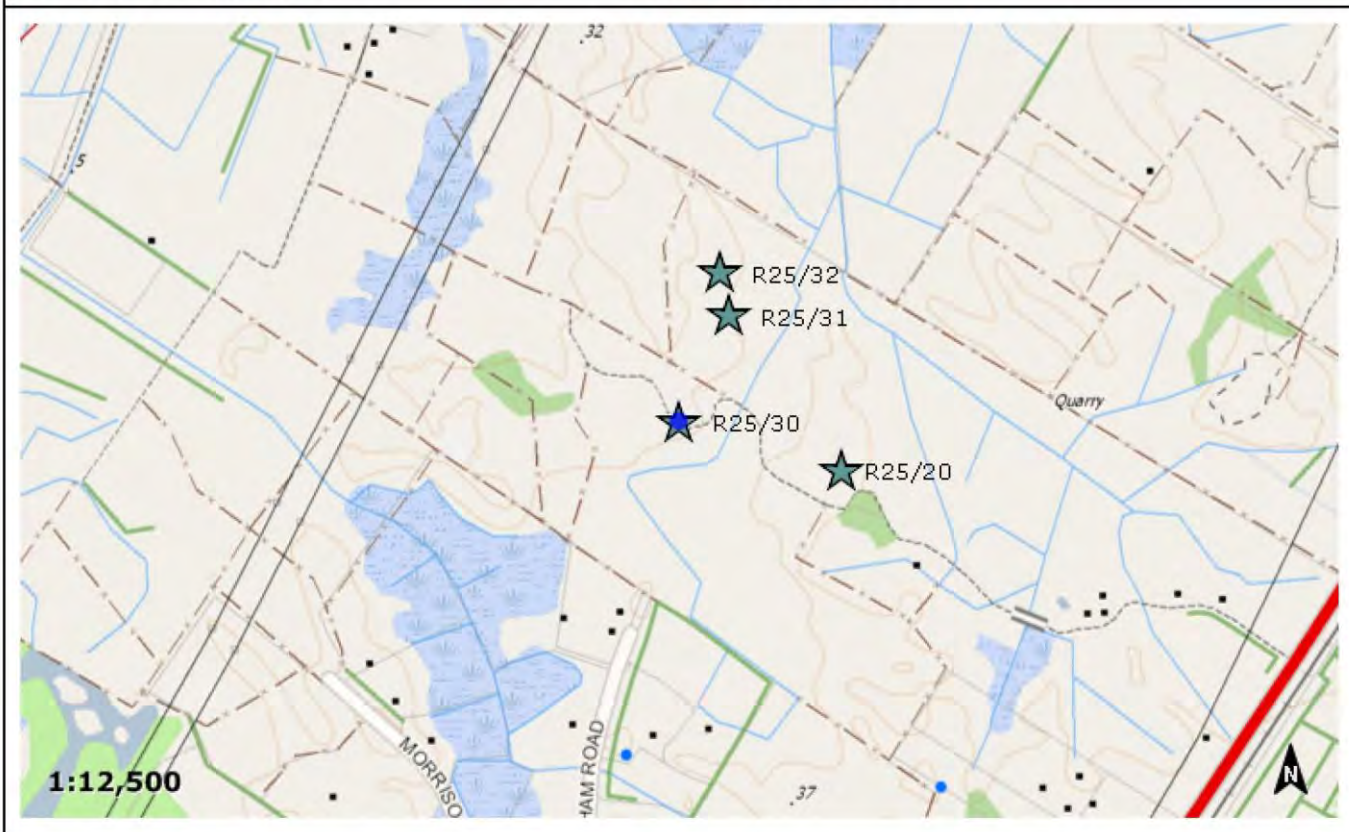 32
5
R25/32
R25/31
Quarry
R25/30
R25/20
MORRISO
HAM ROAD
37
1:12,500
N